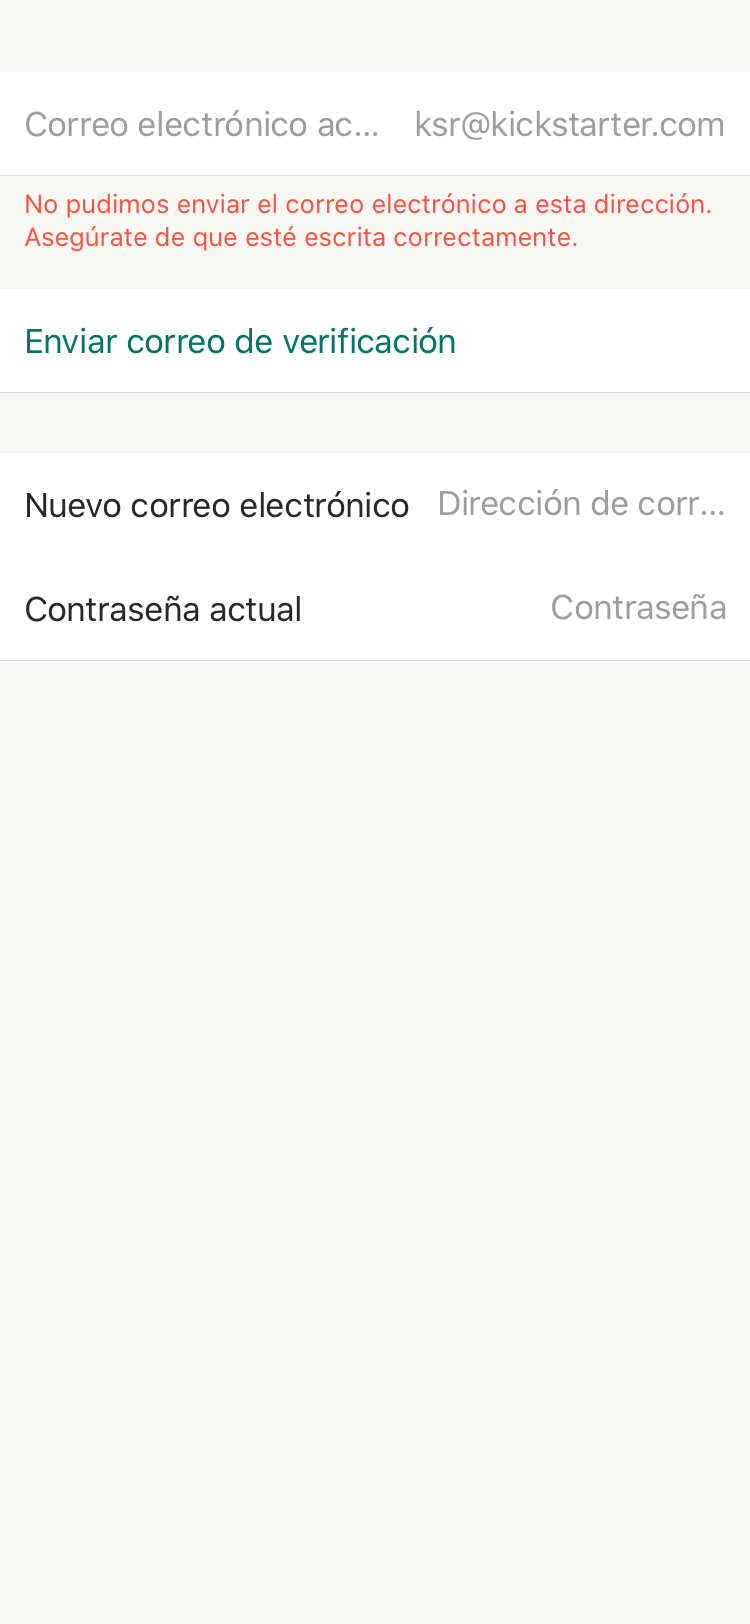 Correo electrónico ac... ksr@kickstarter.com
No pudimos enviar el correo electrónico a esta dirección.
Asegúrate de que esté escrita correctamente.
Enviar correo de verificación
Nuevo correo electrónico Dirección de corr...
Contraseña actual Contraseña